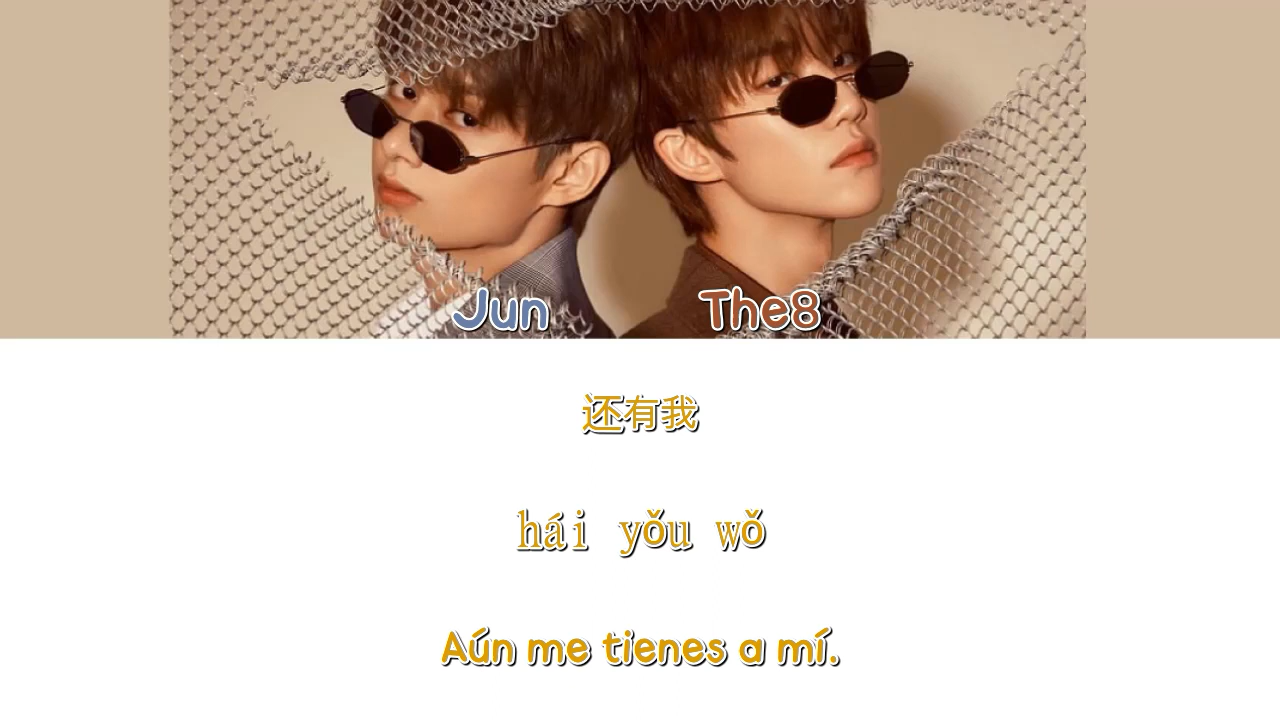 Jun The8
还有我
hái yǒu wǒ
Aún me tienes a mí.